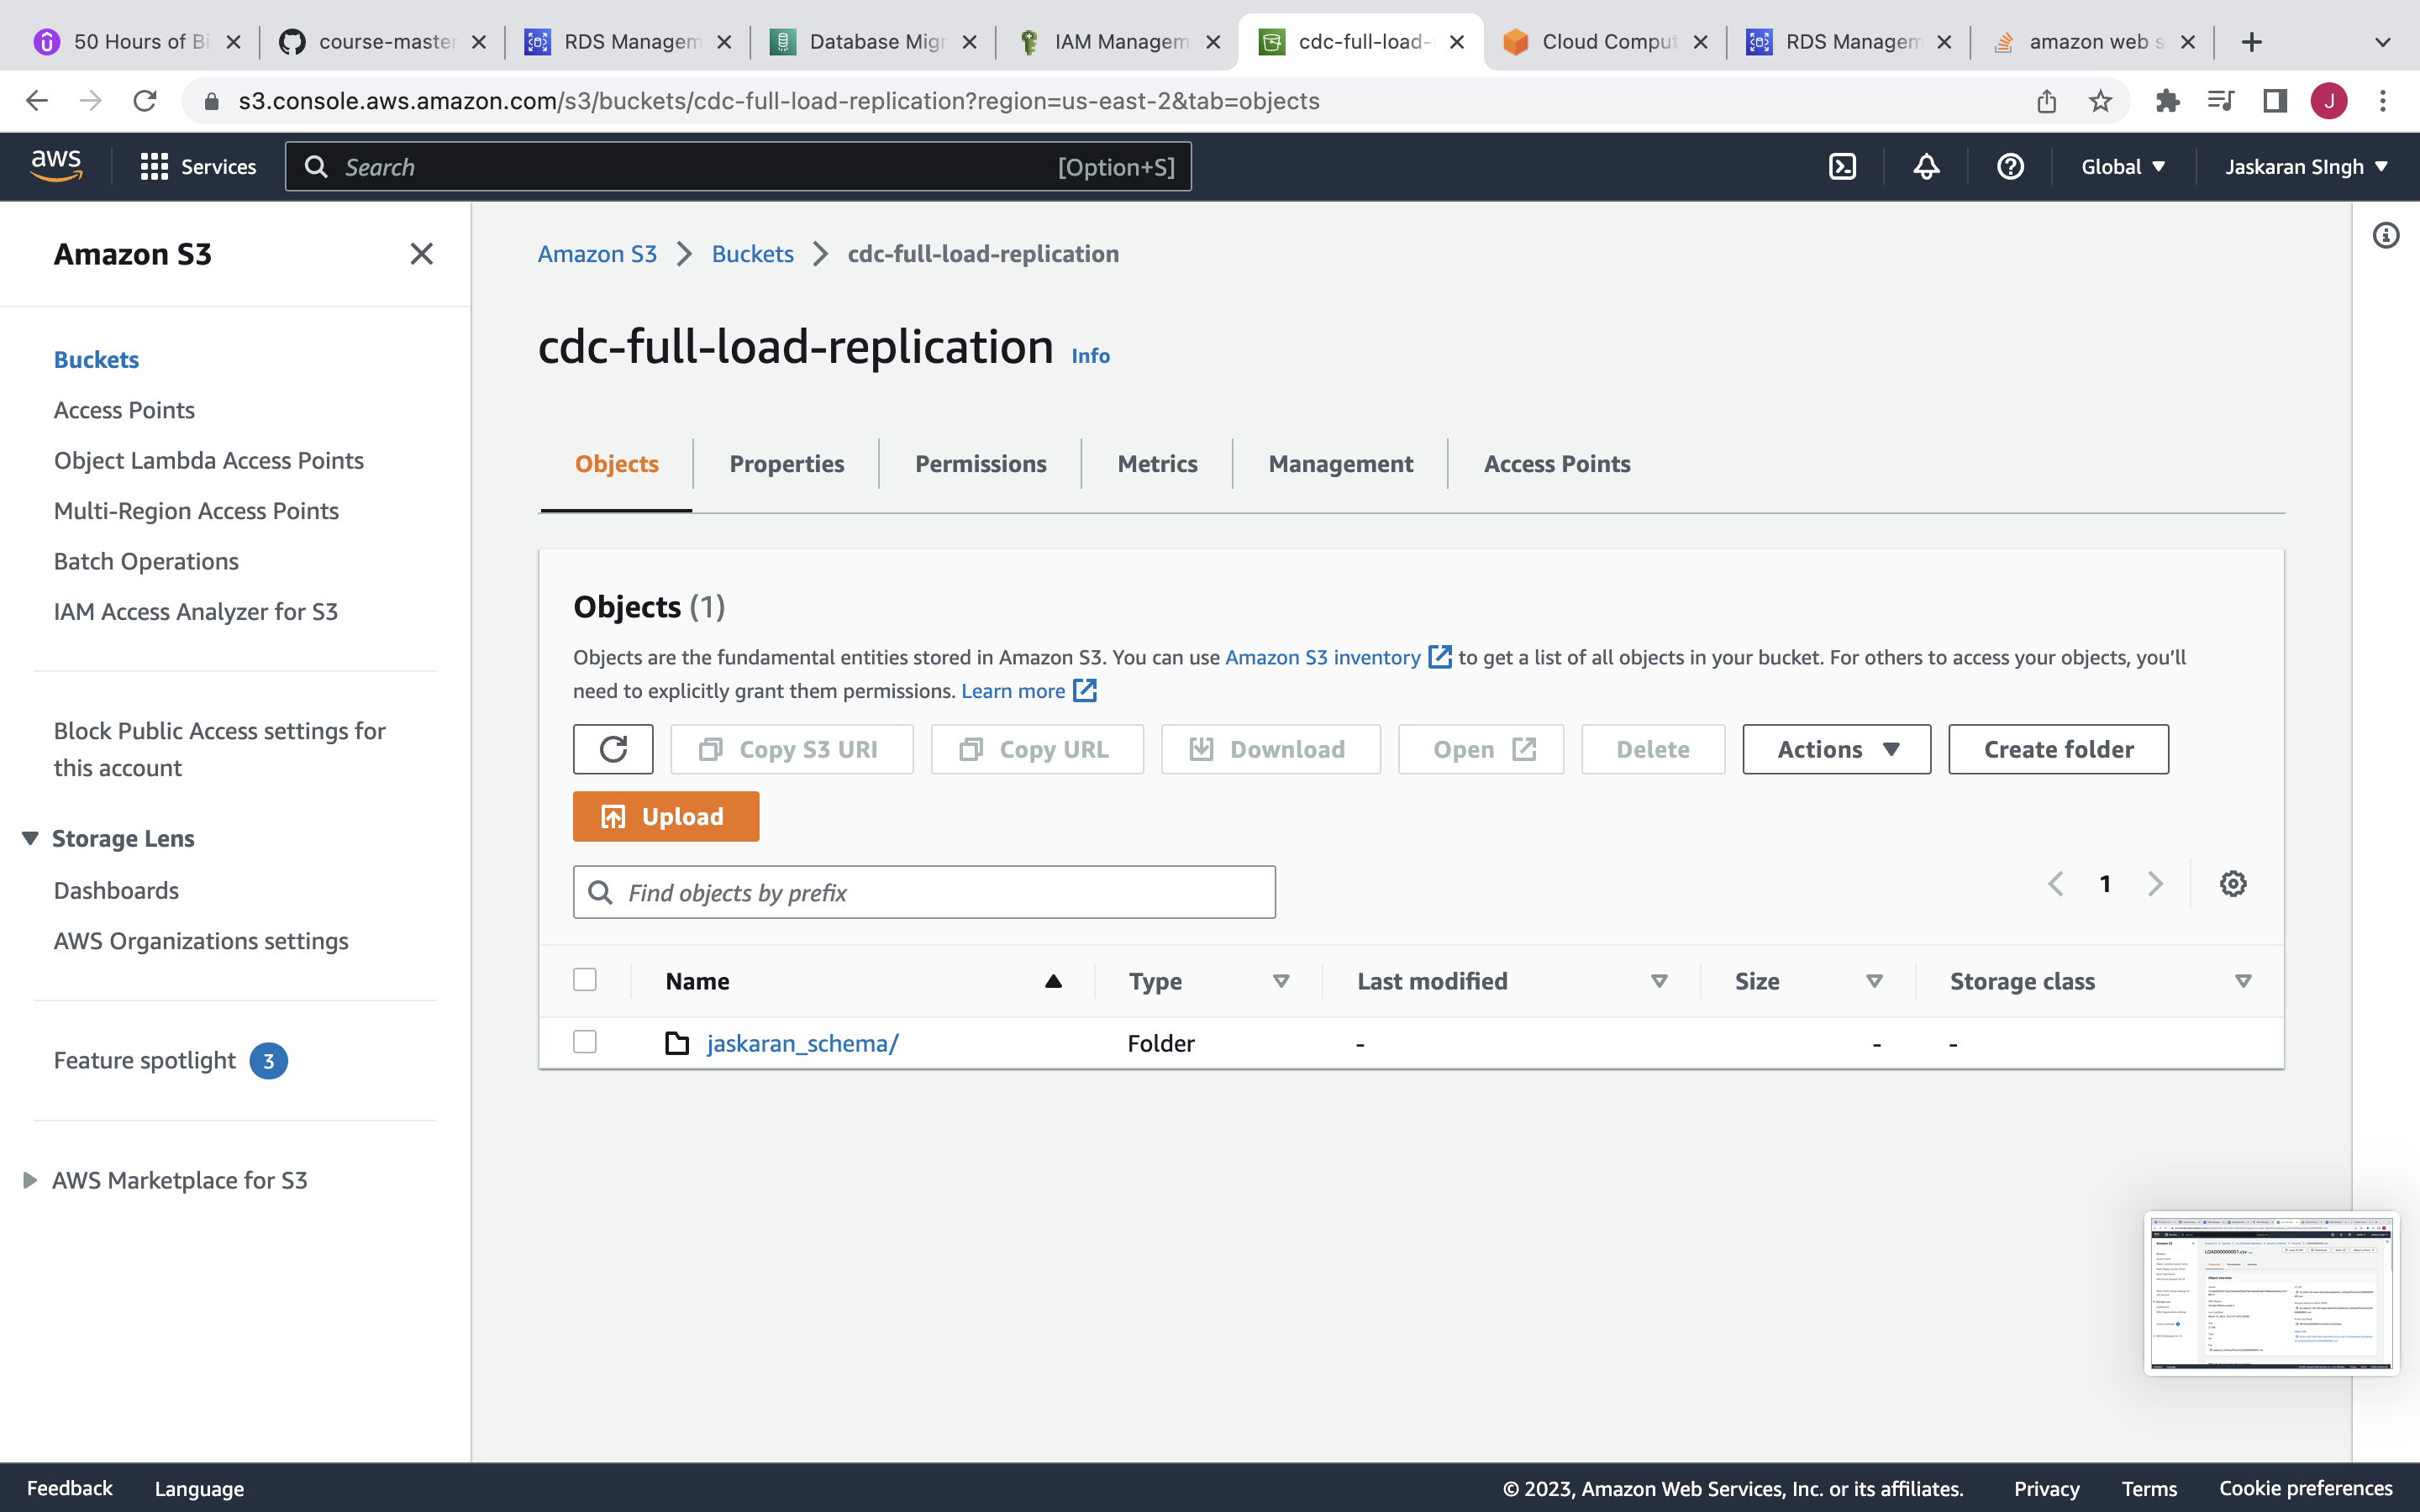 50 Hours of Bi
course-master
RDS Managem
Database Migr
IAM Managem
cdc-full-load-
Cloud Comput
RDS Managem
amazon web s
s3.console.aws.amazon.com/s3/buckets/cdc-full-load-replication?region=us-east-2&tab=objects
J
aws
Services
Search
[Option+S]
Global
Jaskaran SIngh
Amazon S3
Buckets
Access Points
Object Lambda Access Points
Multi-Region Access Points
Batch Operations
IAM Access Analyzer for S3
Block Public Access settings for
this account
Storage Lens
Dashboards
AWS Organizations settings
Feature spotlight 3
AWS Marketplace for S3
Amazon S3 > Buckets > cdc-full-load-replication
cdc-full-load-replication Info
Objects
Properties
Permissions
Metrics
Management
Access Points
Objects (1)
Objects are the fundamental entities stored in Amazon S3. You can use Amazon S3 inventory to get a list of all objects in your bucket. For others to access your objects, you'll
need to explicitly grant them permissions. Learn more
Copy S3 URI
Copy URL
Download
Open
Delete
Actions
Create folder
Upload
Find objects by prefix
1
Name
Type
Last modified
Size
Storage class
jaskaran_schema/
Folder
-
-
-
LOAD00000001.csv
Feedback
Language
© 2023, Amazon Web Services, Inc. or its affiliates.
Privacy
Terms
Cookie preferences